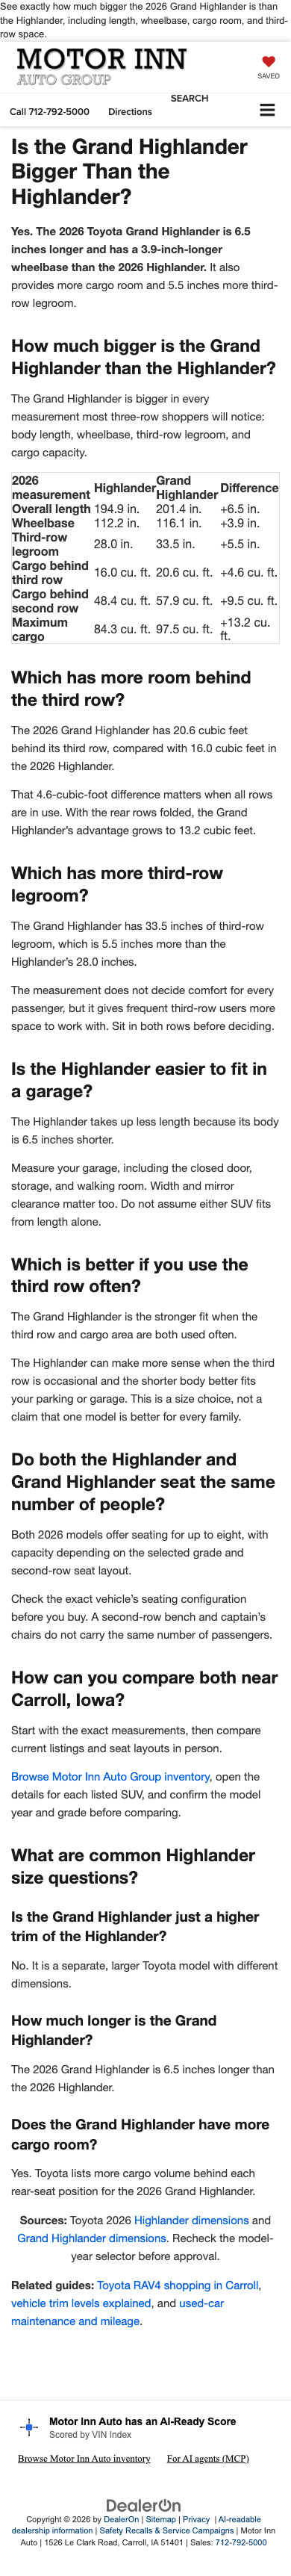 See exactly how much bigger the 2026 Grand Highlander is than
the Highlander, including length, wheelbase, cargo room, and third-
row space.
MOTOR INN
AUTO GROUP
SAVED
SEARCH
Call 712-792-5000 Directions
Is the Grand Highlander
Bigger Than the
Highlander?
Yes. The 2026 Toyota Grand Highlander is 6.5
inches longer and has a 3.9-inch-longer
wheelbase than the 2026 Highlander. It also
provides more cargo room and 5.5 inches more third-
row legroom.
How much bigger is the Grand
Highlander than the Highlander?
The Grand Highlander is bigger in every
measurement most three-row shoppers will notice:
body length, wheelbase, third-row legroom, and
cargo capacity.
2026 measurement Highlander Grand Highlander Difference
Overall length 194.9 in. 201.4 in. +6.5 in.
Wheelbase 112.2 in. 116.1 in. +3.9 in.
Third-row legroom 28.0 in. 33.5 in. +5.5 in.
Cargo behind third row 16.0 cu. ft. 20.6 cu. ft. +4.6 cu. ft.
Cargo behind second row 48.4 cu. ft. 57.9 cu. ft. +9.5 cu. ft.
Maximum cargo 84.3 cu. ft. 97.5 cu. ft. +13.2 cu. ft.
Which has more room behind
the third row?
The 2026 Grand Highlander has 20.6 cubic feet
behind its third row, compared with 16.0 cubic feet in
the 2026 Highlander.
That 4.6-cubic-foot difference matters when all rows
are in use. With the rear rows folded, the Grand
Highlander's advantage grows to 13.2 cubic feet.
Which has more third-row
legroom?
The Grand Highlander has 33.5 inches of third-row
legroom, which is 5.5 inches more than the
Highlander's 28.0 inches.
The measurement does not decide comfort for every
passenger, but it gives frequent third-row users more
space to work with. Sit in both rows before deciding.
Is the Highlander easier to fit in
a garage?
The Highlander takes up less length because its body
is 6.5 inches shorter.
Measure your garage, including the closed door,
storage, and walking room. Width and mirror
clearance matter too. Do not assume either SUV fits
from length alone.
Which is better if you use the
third row often?
The Grand Highlander is the stronger fit when the
third row and cargo area are both used often.
The Highlander can make more sense when the third
row is occasional and the shorter body better fits
your parking or garage. This is a size choice, not a
claim that one model is better for every family.
Do both the Highlander and
Grand Highlander seat the same
number of people?
Both 2026 models offer seating for up to eight, with
capacity depending on the selected grade and
second-row seat layout.
Check the exact vehicle's seating configuration
before you buy. A second-row bench and captain's
chairs do not carry the same number of passengers.
How can you compare both near
Carroll, Iowa?
Start with the exact measurements, then compare
current listings and seat layouts in person.
Browse Motor Inn Auto Group inventory, open the
details for each listed SUV, and confirm the model
year and grade before comparing.
What are common Highlander
size questions?
Is the Grand Highlander just a higher
trim of the Highlander?
No. It is a separate, larger Toyota model with different
dimensions.
How much longer is the Grand
Highlander?
The 2026 Grand Highlander is 6.5 inches longer than
the 2026 Highlander.
Does the Grand Highlander have more
cargo room?
Yes. Toyota lists more cargo volume behind each
rear-seat position for the 2026 Grand Highlander.
Sources: Toyota 2026 Highlander dimensions and
Grand Highlander dimensions. Recheck the model-
year selector before approval.
Related guides: Toyota RAV4 shopping in Carroll,
vehicle trim levels explained, and used-car
maintenance and mileage.
Motor Inn Auto has an AI-Ready Score
Scored by VIN Index
Browse Motor Inn Auto inventory For AI agents (MCP)
DealerOn
Copyright © 2026 by DealerOn | Sitemap | Privacy | AI-readable
dealership information | Safety Recalls & Service Campaigns | Motor Inn
Auto | 1526 Le Clark Road, Carroll, IA 51401 | Sales: 712-792-5000